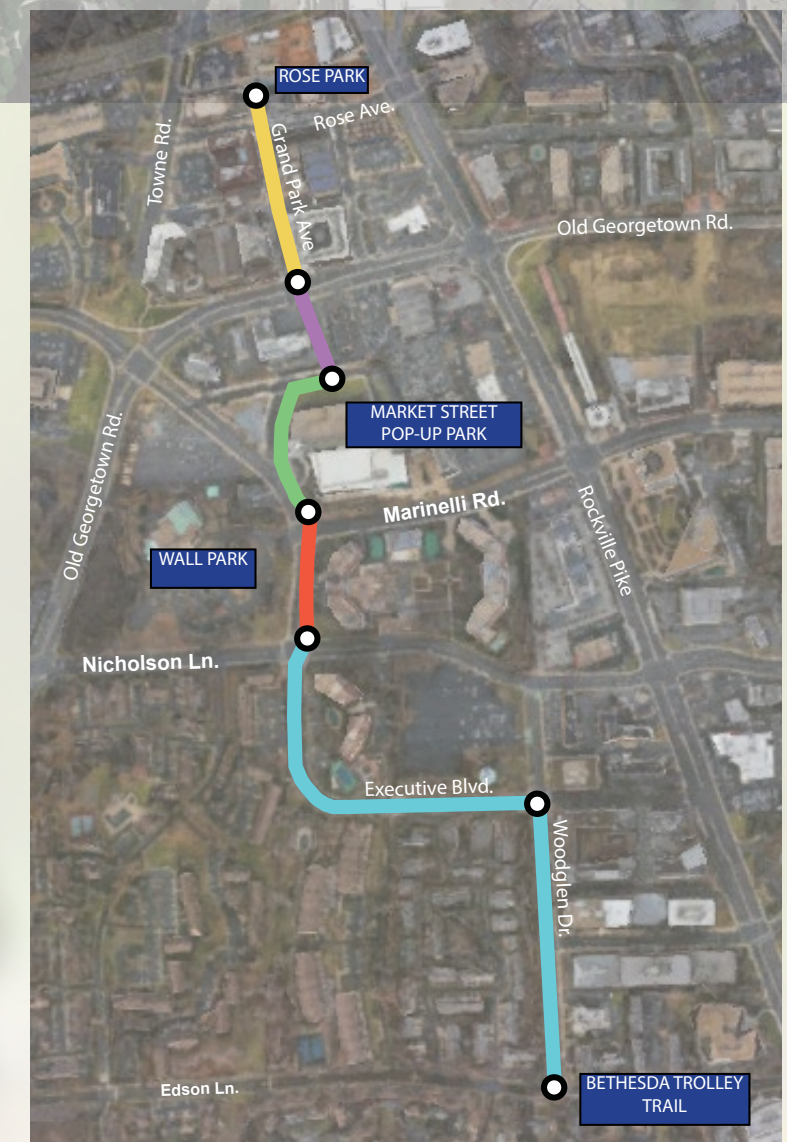 ROSE PARK
Rose Ave.
Towne Rd.
Grand Park Ave
Old Georgetown Rd.
MARKET STREET
POP-UP PARK
Old Georgetown Rd.
Marinelli Rd.
Rockville Pike
WALL PARK
Nicholson Ln.
Executive Blvd.
Woodglen Dr.
Edson Ln.
BETHESDA TROLLEY
TRAIL